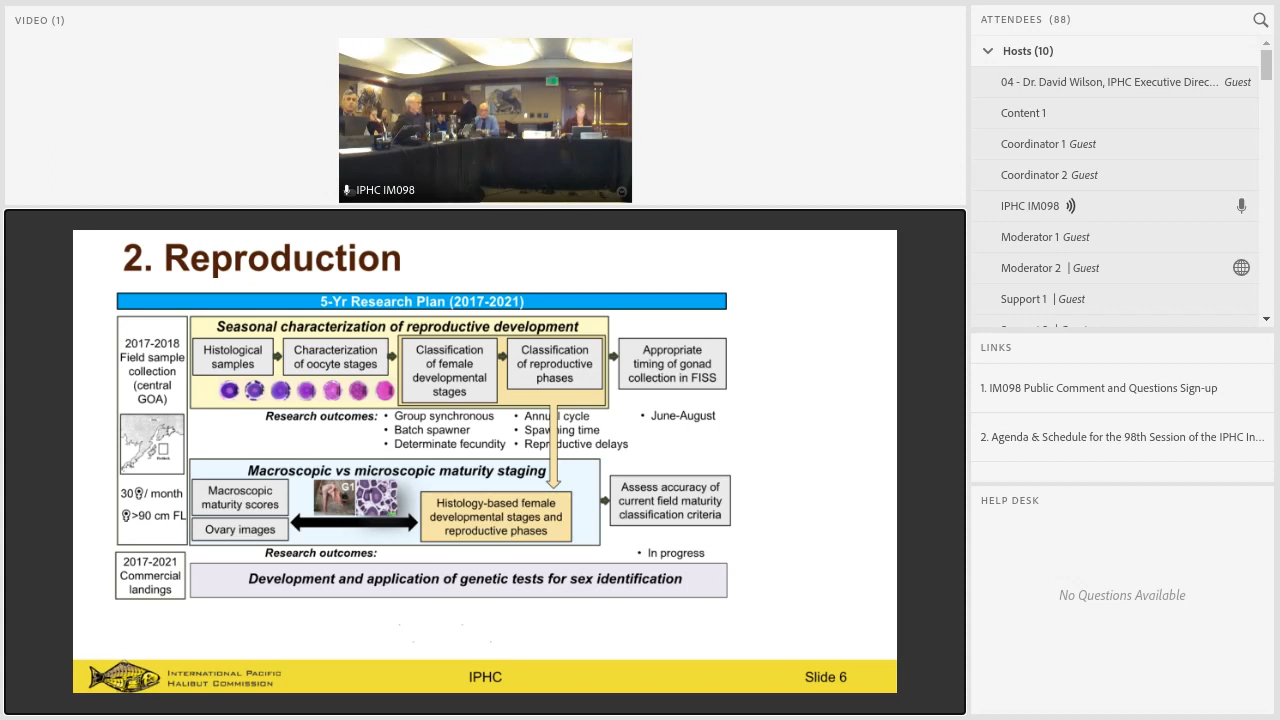 VIDEO (1)
IPHC IM098
2. Reproduction
5-Yr Research Plan (2017-2021)
2017-2018
Field sample
collection
(central
GOA)
30 / month
>90 cm FL
Seasonal characterization of reproductive development
Histological
samples
Characterization
of oocyte stages
Classification
of female
developmental
stages
Classification
of reproductive
phases
Appropriate
timing of gonad
collection in FISS
Research outcomes:
• Group synchronous
• Batch spawner
• Determinate fecundity
• Annual cycle
• Spawning time
• Reproductive delays
• June-August
Macroscopic vs microscopic maturity staging
Macroscopic
maturity scores
Ovary images
G1
Histology-based female
developmental stages and
reproductive phases
Assess accuracy of
current field maturity
classification criteria
Research outcomes:
• In progress
2017-2021
Commercial
landings
Development and application of genetic tests for sex identification
International Pacific
Halibut Commission
IPHC
Slide 6
ATTENDEES (88)
Hosts (10)
04 - Dr. David Wilson, IPHC Executive Direc... Guest
Content 1
Coordinator 1 Guest
Coordinator 2 Guest
IPHC IM098
Moderator 1 Guest
Moderator 2 | Guest
Support 1 | Guest
LINKS
1. IM098 Public Comment and Questions Sign-up
2. Agenda & Schedule for the 98th Session of the IPHC In...
HELP DESK
No Questions Available